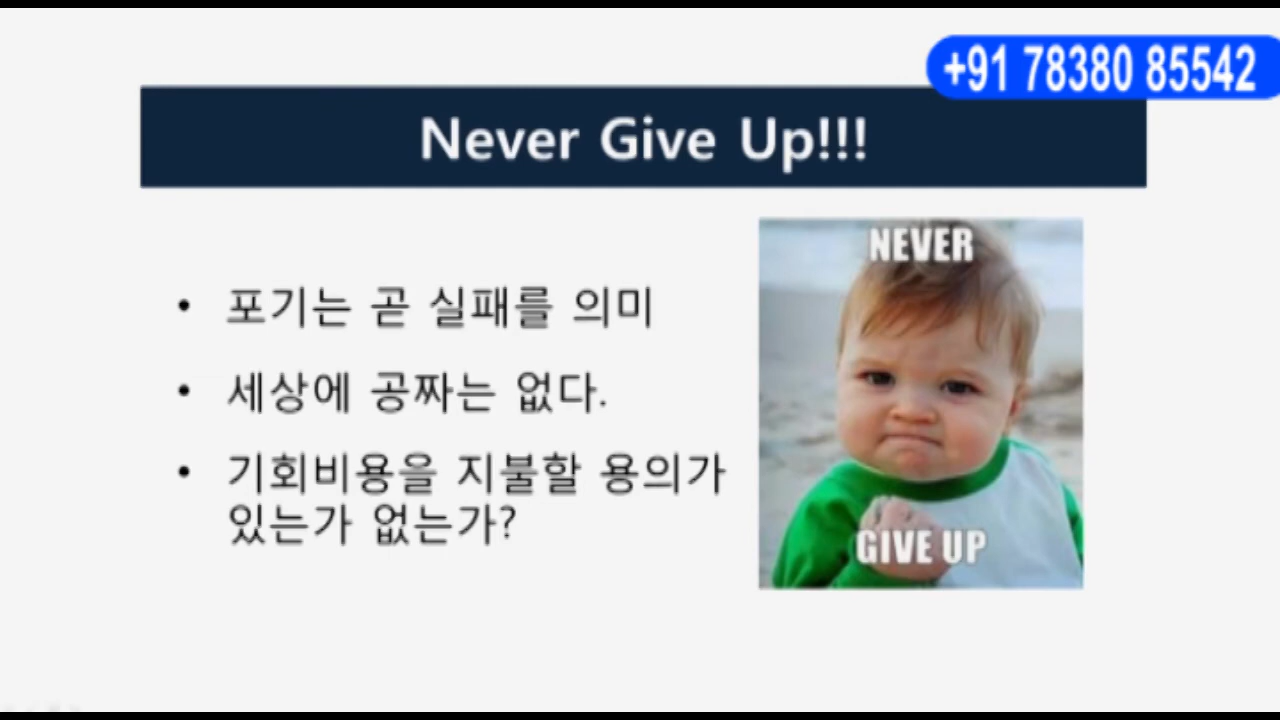 +91 78380 85542
Never Give Up!!!
NEVER
• 포기는 곧 실패를 의미
• 세상에 공짜는 없다.
• 기회비용을 지불할 용의가
있는가 없는가?
GIVE UP